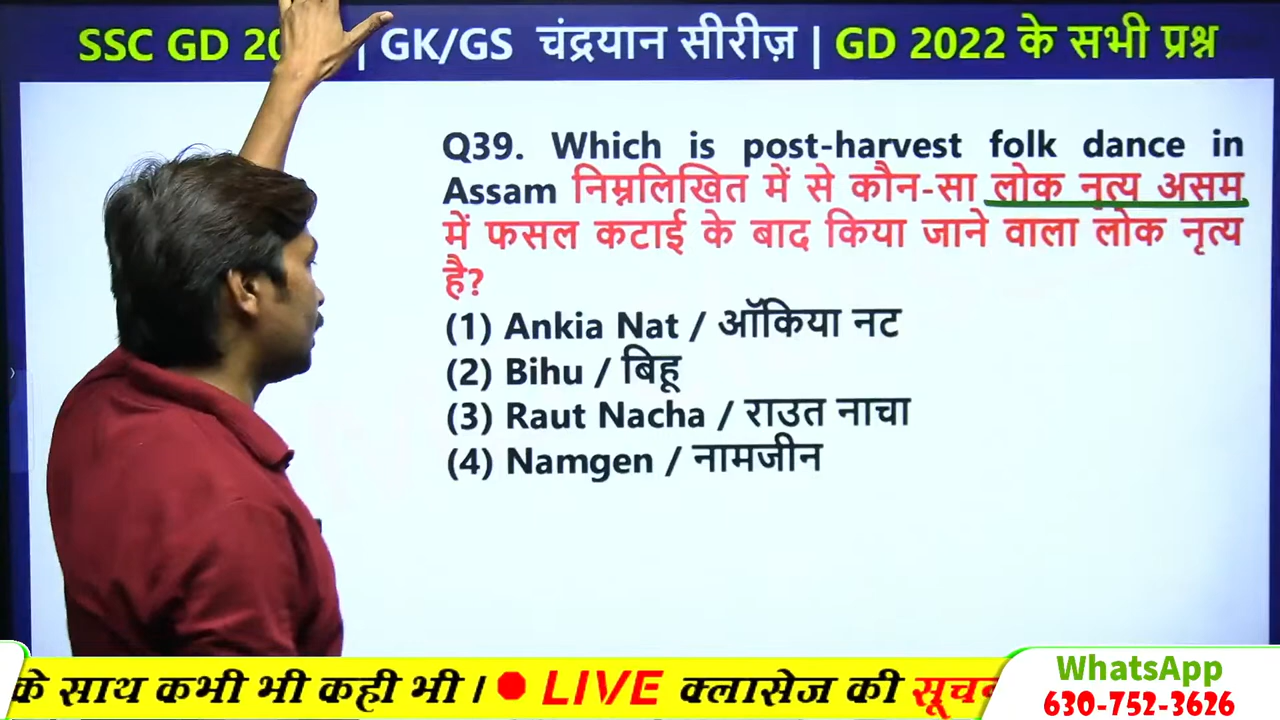 SSC GD 20 | GK/GS चंद्रयान सीरीज़ | GD 2022 के सभी प्रश्न
Q39. Which is post-harvest folk dance in
Assam निम्नलिखित में से कौन-सा लोक नृत्य असम
में फसल कटाई के बाद किया जाने वाला लोक नृत्य
है?
(1) Ankia Nat / ऑकिया नट
(2) Bihu / बिहू
(3) Raut Nacha / राउत नाचा
(4) Namgen / नामजीन
के साथ कभी भी कही भी । LIVE क्लासेज की
WhatsApp
630-752-3626